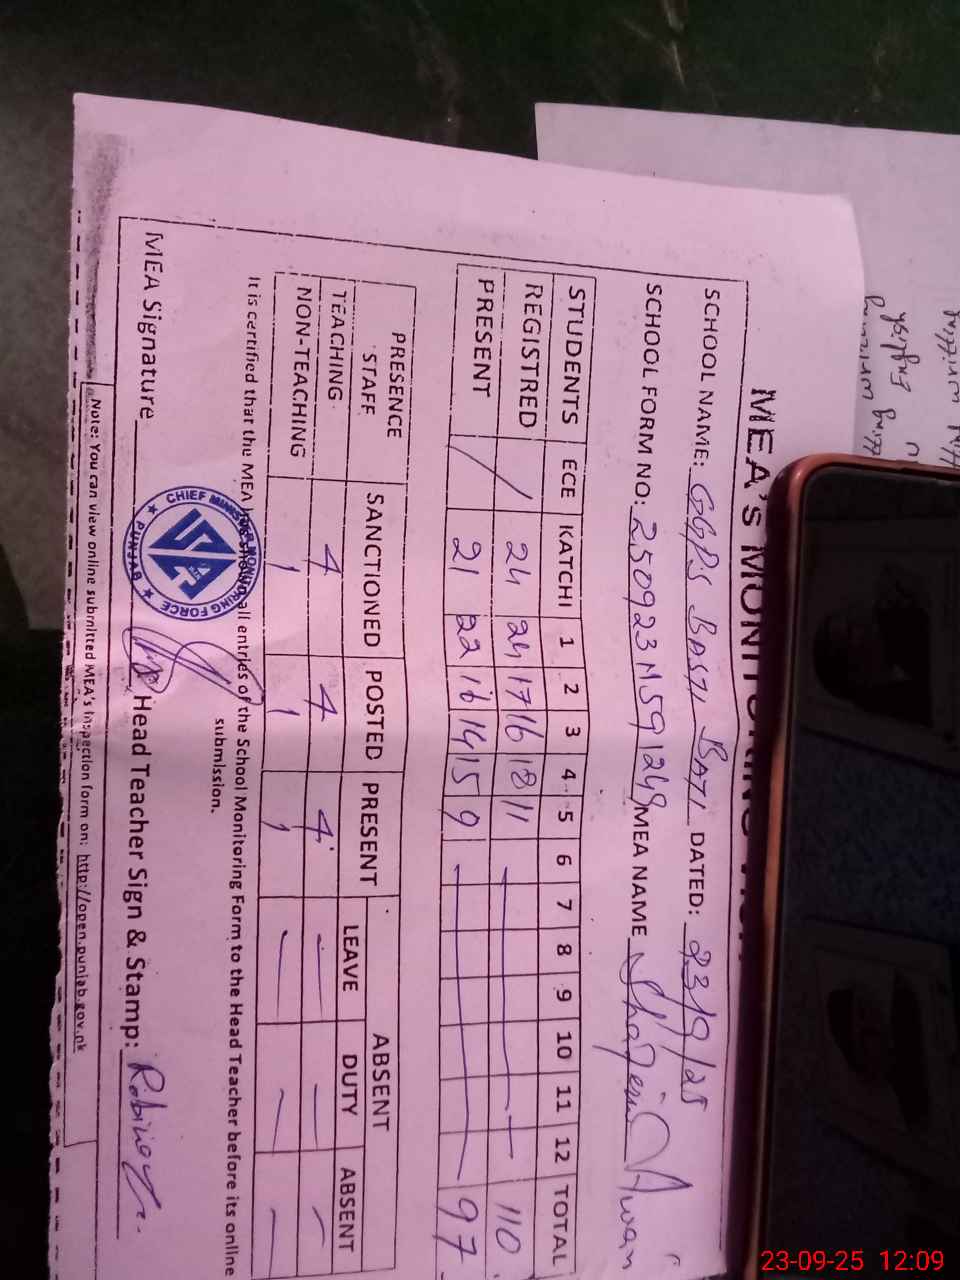 MEA'S MONITORING
SCHOOL NAME: GGPS BASTI BATI DATED: 23/9/25
SCHOOL FORM NO: 250923M591249 MEA NAME Awan
STUDENTS ECE KATCHI 1 2 3 4 5 6 7 8 9 10 11 12 TOTAL
REGISTRED / 24 24 17 16 18 11 — 110
PRESENT / 21 22 16 14 15 9 — 97
PRESENCE STAFF SANCTIONED POSTED PRESENT ABSENT
LEAVE DUTY ABSENT
TEACHING 4 4 4 — — —
NON-TEACHING 1 1 1 — — —
It is certified that the MEA has shown all entries of the School Monitoring Form to the Head Teacher before its online
submission.
MEA Signature Head Teacher Sign & Stamp:
CHIEF MINISTER MONITORING FORCE
★ PUNJAB ★
Note: You can view online submitted MEA's Inspection form on: http://open.punjab.gov.pk
English
writing
23-09-25 12:09